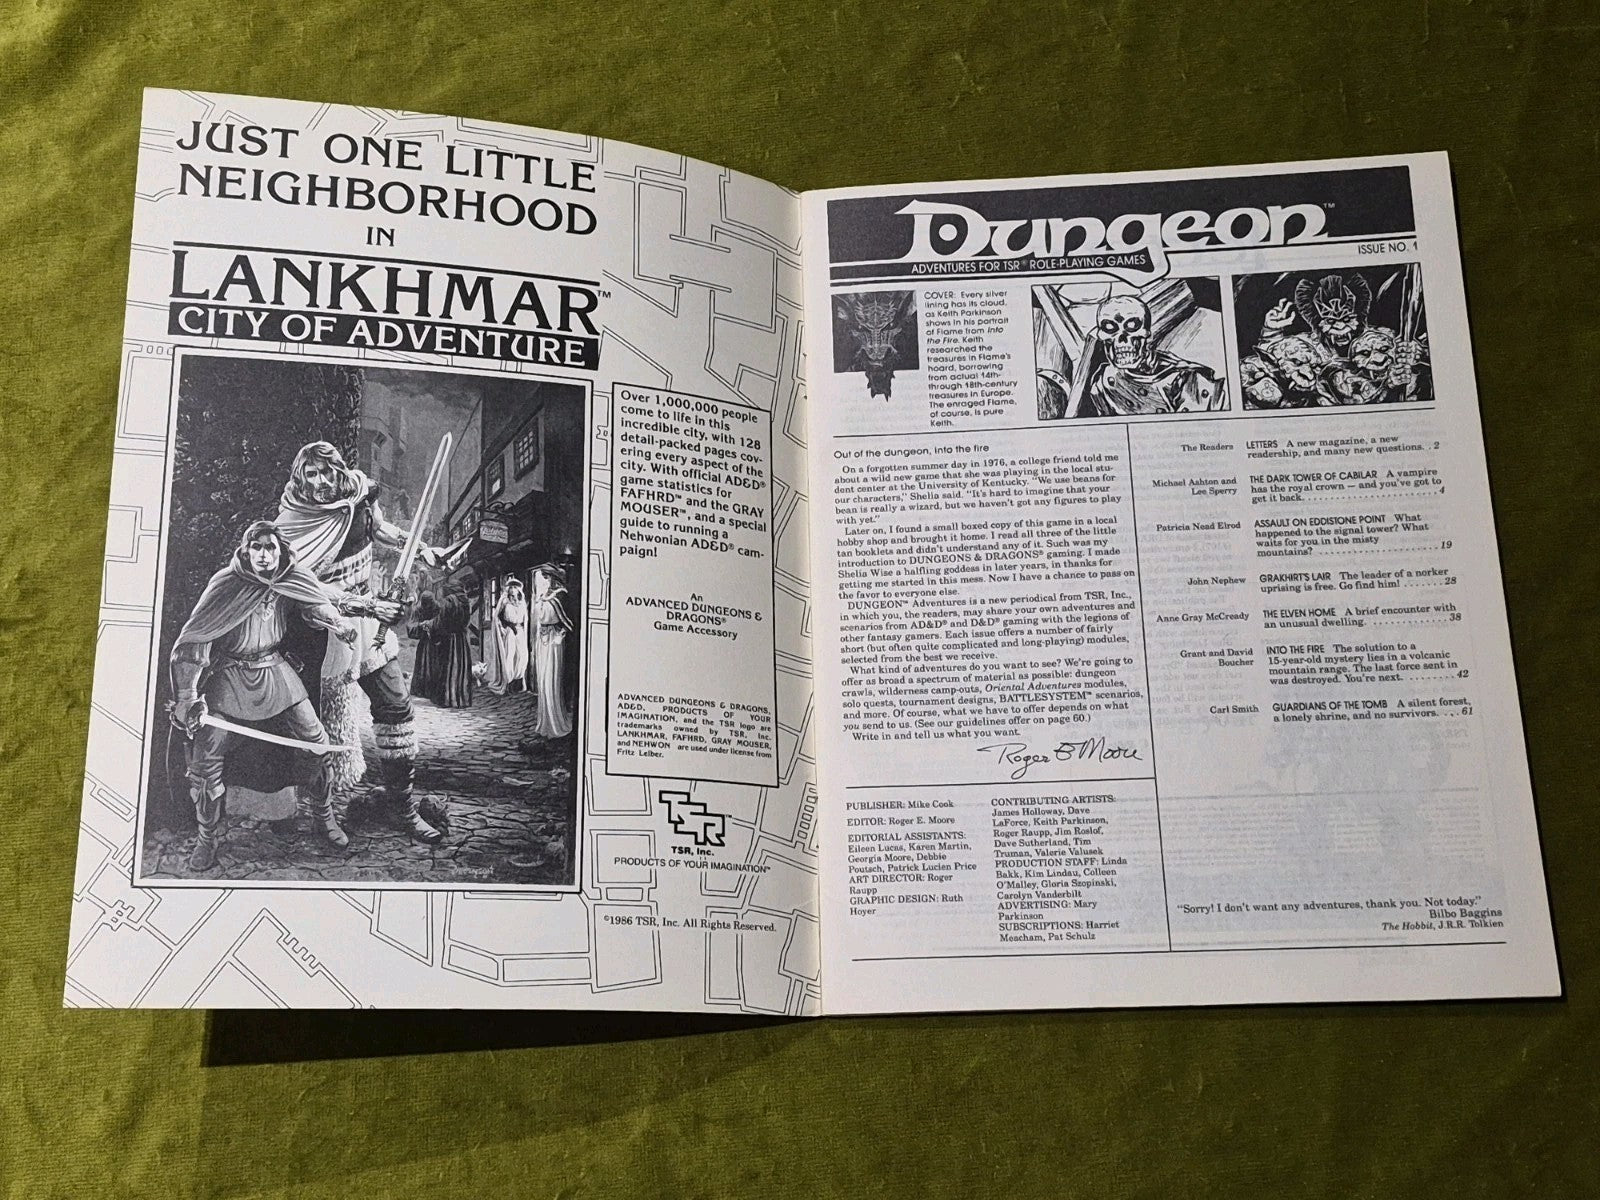 JUST ONE LITTLE
NEIGHBORHOOD
IN
LANKHMAR™
CITY OF ADVENTURE
Over 1,000,000 people
come to life in this
incredible city, with 128
detail-packed pages cov-
ering every aspect of the
city. With official AD&D®
game statistics for
FAFHRD™ and the GRAY
MOUSER™, and a special
guide to running a
Nehwonian AD&D® cam-
paign!
An
ADVANCED DUNGEONS &
DRAGONS®
Game Accessory
ADVANCED DUNGEONS & DRAGONS,
AD&D, PRODUCTS OF YOUR
IMAGINATION, and the TSR logo are
trademarks owned by TSR, Inc.
LANKHMAR, FAFHRD, GRAY MOUSER,
and NEHWON are used under license from
Fritz Leiber.
TSR™
TSR, Inc.
PRODUCTS OF YOUR IMAGINATION™
©1986 TSR, Inc. All Rights Reserved.
Dungeon™
ADVENTURES FOR TSR® ROLE-PLAYING GAMES
ISSUE NO. 1
COVER: Every silver
lining has its cloud,
as Keith Parkinson
shows in his portrait
of Flame from Into
the Fire. Keith
researched the
treasures in Flame's
hoard, borrowing
from actual 14th-
through 18th-century
treasures in Europe.
The enraged Flame,
of course, is pure
Keith.
Out of the dungeon, into the fire
On a forgotten summer day in 1976, a college friend told me
about a wild new game that she was playing in the local stu-
dent center at the University of Kentucky. "We use beans for
our characters," Shelia said. "It's hard to imagine that your
bean is really a wizard, but we haven't got any figures to play
with yet."
Later on, I found a small boxed copy of this game in a local
hobby shop and brought it home. I read all three of the little
tan booklets and didn't understand any of it. Such was my
introduction to DUNGEONS & DRAGONS® gaming. I made
Shelia Wise a halfling goddess in later years, in thanks for
getting me started in this mess. Now I have a chance to pass on
the favor to everyone else.
DUNGEON™ Adventures is a new periodical from TSR, Inc.,
in which you, the readers, may share your own adventures and
scenarios from AD&D® and D&D® gaming with the legions of
other fantasy gamers. Each issue offers a number of fairly
short (but often quite complicated and long-playing) modules,
selected from the best we receive.
What kind of adventures do you want to see? We're going to
offer as broad a spectrum of material as possible: dungeon
crawls, wilderness camp-outs, Oriental Adventures modules,
solo quests, tournament designs, BATTLESYSTEM™ scenarios,
and more. Of course, what we have to offer depends on what
you send to us. (See our guidelines offer on page 60.)
Write in and tell us what you want.
Roger E Moore
PUBLISHER: Mike Cook
EDITOR: Roger E. Moore
EDITORIAL ASSISTANTS:
Eileen Lucas, Karen Martin,
Georgia Moore, Debbie
Poutsch, Patrick Lucien Price
ART DIRECTOR: Roger
Raupp
GRAPHIC DESIGN: Ruth
Hoyer
CONTRIBUTING ARTISTS:
James Holloway, Dave
LaForce, Keith Parkinson,
Roger Raupp, Jim Roslof,
Dave Sutherland, Tim
Truman, Valerie Valusek
PRODUCTION STAFF: Linda
Bakk, Kim Lindau, Colleen
O'Malley, Gloria Szopinski,
Carolyn Vanderbilt
ADVERTISING: Mary
Parkinson
SUBSCRIPTIONS: Harriet
Meacham, Pat Schulz
The Readers LETTERS A new magazine, a new
readership, and many new questions. . 2
Michael Ashton and THE DARK TOWER OF CABILAR A vampire
Lee Sperry has the royal crown — and you've got to
get it back. . . . . . . . . . . . . . . . . . . . . . . 4
Patricia Nead Elrod ASSAULT ON EDDISTONE POINT What
happened to the signal tower? What
waits for you in the misty
mountains? . . . . . . . . . . . . . . . . . . . . 19
John Nephew GRAKHIRT'S LAIR The leader of a norker
uprising is free. Go find him! . . . . . . . 28
Anne Gray McCready THE ELVEN HOME A brief encounter with
an unusual dwelling. . . . . . . . . . . . . 38
Grant and David INTO THE FIRE The solution to a
Boucher 15-year-old mystery lies in a volcanic
mountain range. The last force sent in
was destroyed. You're next. . . . . . . . . 42
Carl Smith GUARDIANS OF THE TOMB A silent forest,
a lonely shrine, and no survivors. . . . 61
"Sorry! I don't want any adventures, thank you. Not today."
Bilbo Baggins
The Hobbit, J.R.R. Tolkien